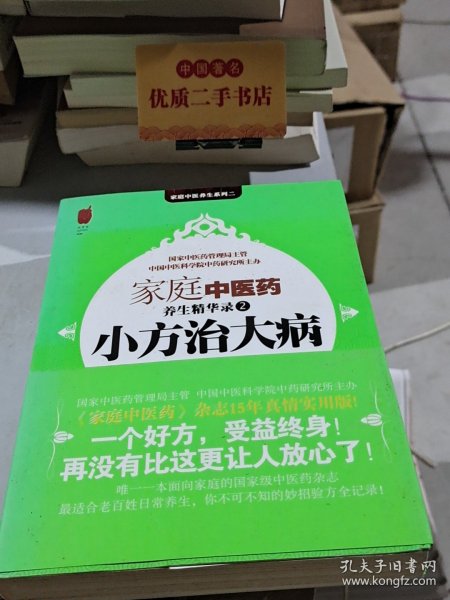 中国著名
优质二手书店
家庭中医养生系列二
国家中医药管理局主管
中国中医科学院中药研究所主办
家庭中医药
养生精华录②
小方治大病
国家中医药管理局主管 中国中医科学院中药研究所主办
《家庭中医药》杂志15年真情实用版!
一个好方,受益终身!
再没有比这更让人放心了!
唯一一本面向家庭的国家级中医药杂志
最适合老百姓日常养生,你不可不知的妙招验方全记录!
孔夫子旧书网
www.kongfz.com